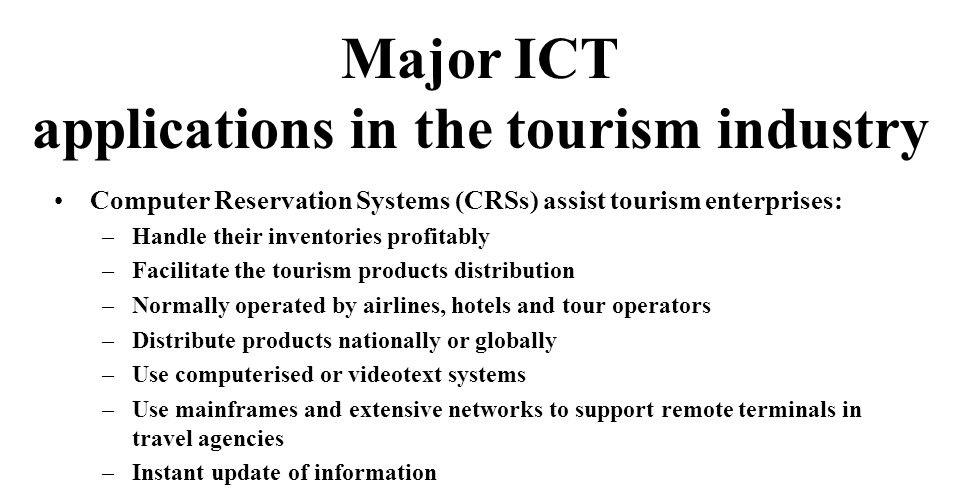 Major ICT
applications in the tourism industry
• Computer Reservation Systems (CRSs) assist tourism enterprises:
– Handle their inventories profitably
– Facilitate the tourism products distribution
– Normally operated by airlines, hotels and tour operators
– Distribute products nationally or globally
– Use computerised or videotext systems
– Use mainframes and extensive networks to support remote terminals in
travel agencies
– Instant update of information